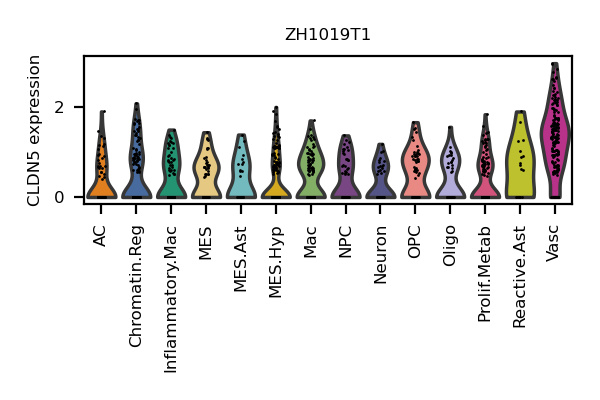 ZH1019T1
CLDN5 expression
2
0
AC
Chromatin.Reg
Inflammatory.Mac
MES
MES.Ast
MES.Hyp
Mac
NPC
Neuron
OPC
Oligo
Prolif.Metab
Reactive.Ast
Vasc